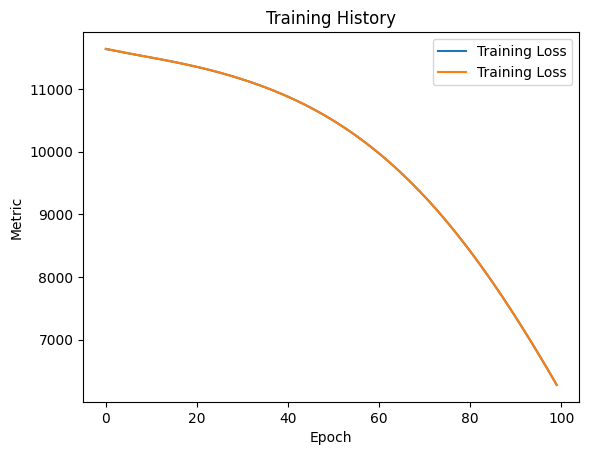 Training History
Training Loss
Training Loss
11000
10000
9000
8000
7000
Metric
0 20 40 60 80 100
Epoch